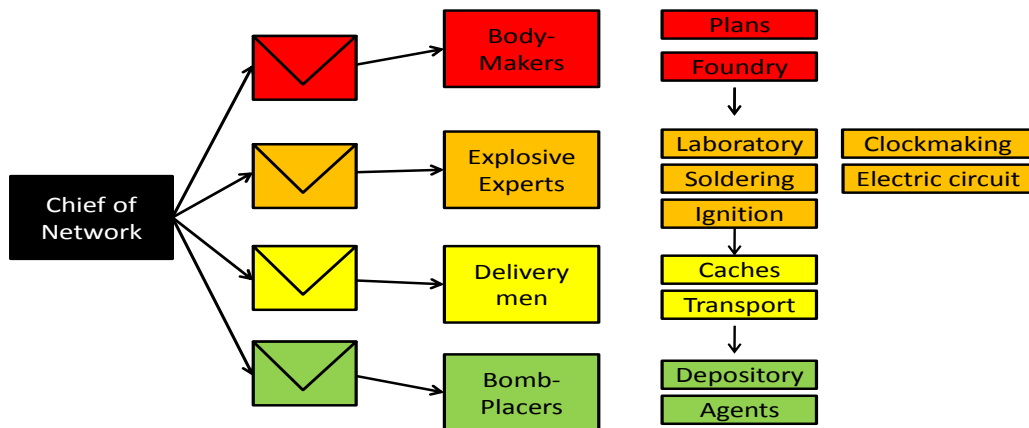 Chief of
Network
Body-
Makers
Explosive
Experts
Delivery
men
Bomb-
Placers
Plans
Foundry
Laboratory
Clockmaking
Soldering
Electric circuit
Ignition
Caches
Transport
Depository
Agents